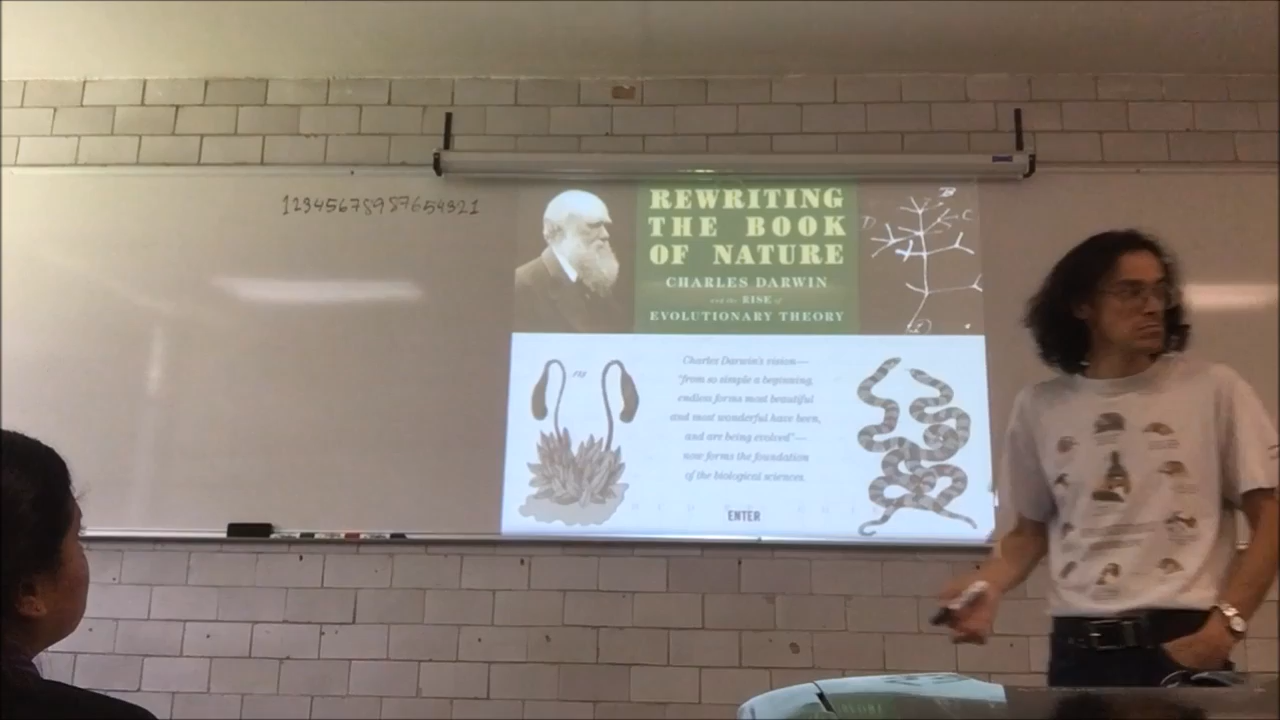 12345678987654321
REWRITING
THE BOOK
OF NATURE
CHARLES DARWIN
and the RISE of
EVOLUTIONARY THEORY
B
D
C
Charles Darwin's vision—
"from so simple a beginning,
endless forms most beautiful
and most wonderful have been,
and are being evolved"—
now forms the foundation
of the biological sciences.
ENTER